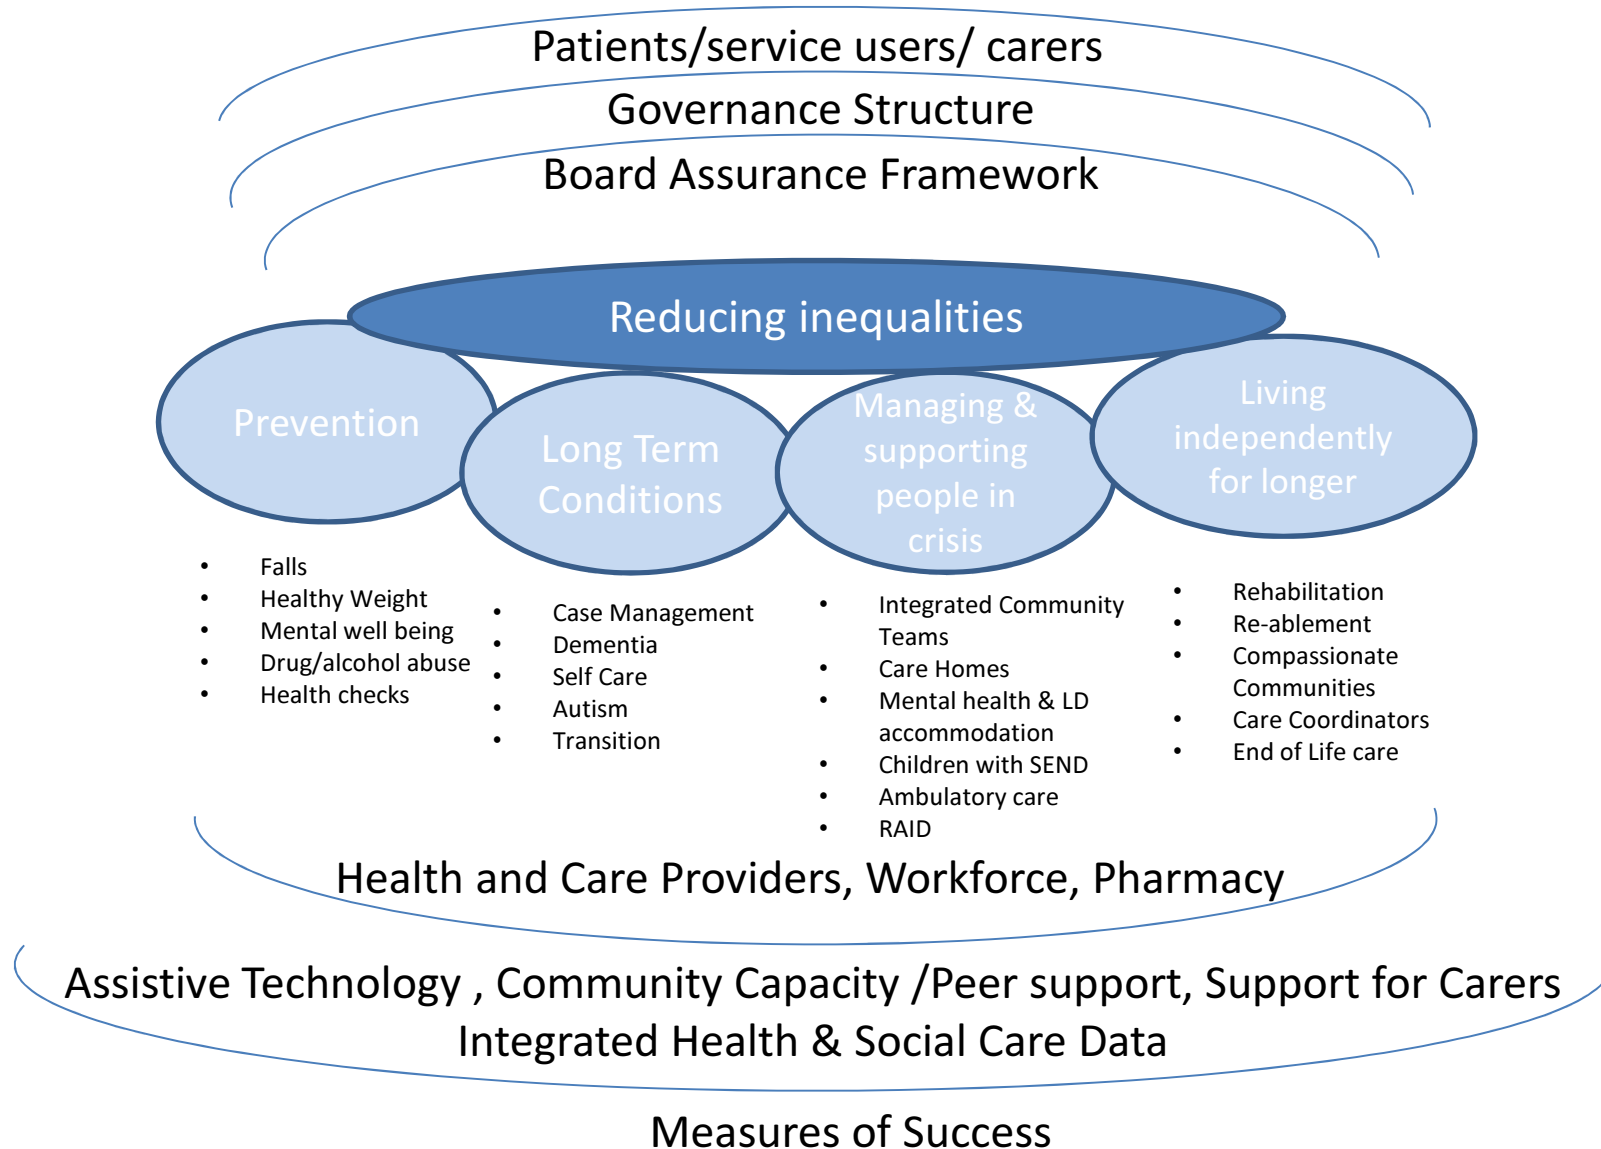 Patients/service users/ carers
Governance Structure
Board Assurance Framework
Reducing inequalities
Prevention
Long Term
Conditions
Managing &
supporting
people in
crisis
Living
independently
for longer
• Falls
• Healthy Weight
• Mental well being
• Drug/alcohol abuse
• Health checks
• Case Management
• Dementia
• Self Care
• Autism
• Transition
• Integrated Community
Teams
• Care Homes
• Mental health & LD
accommodation
• Children with SEND
• Ambulatory care
• RAID
• Rehabilitation
• Re-ablement
• Compassionate
Communities
• Care Coordinators
• End of Life care
Health and Care Providers, Workforce, Pharmacy
Assistive Technology , Community Capacity /Peer support, Support for Carers
Integrated Health & Social Care Data
Measures of Success